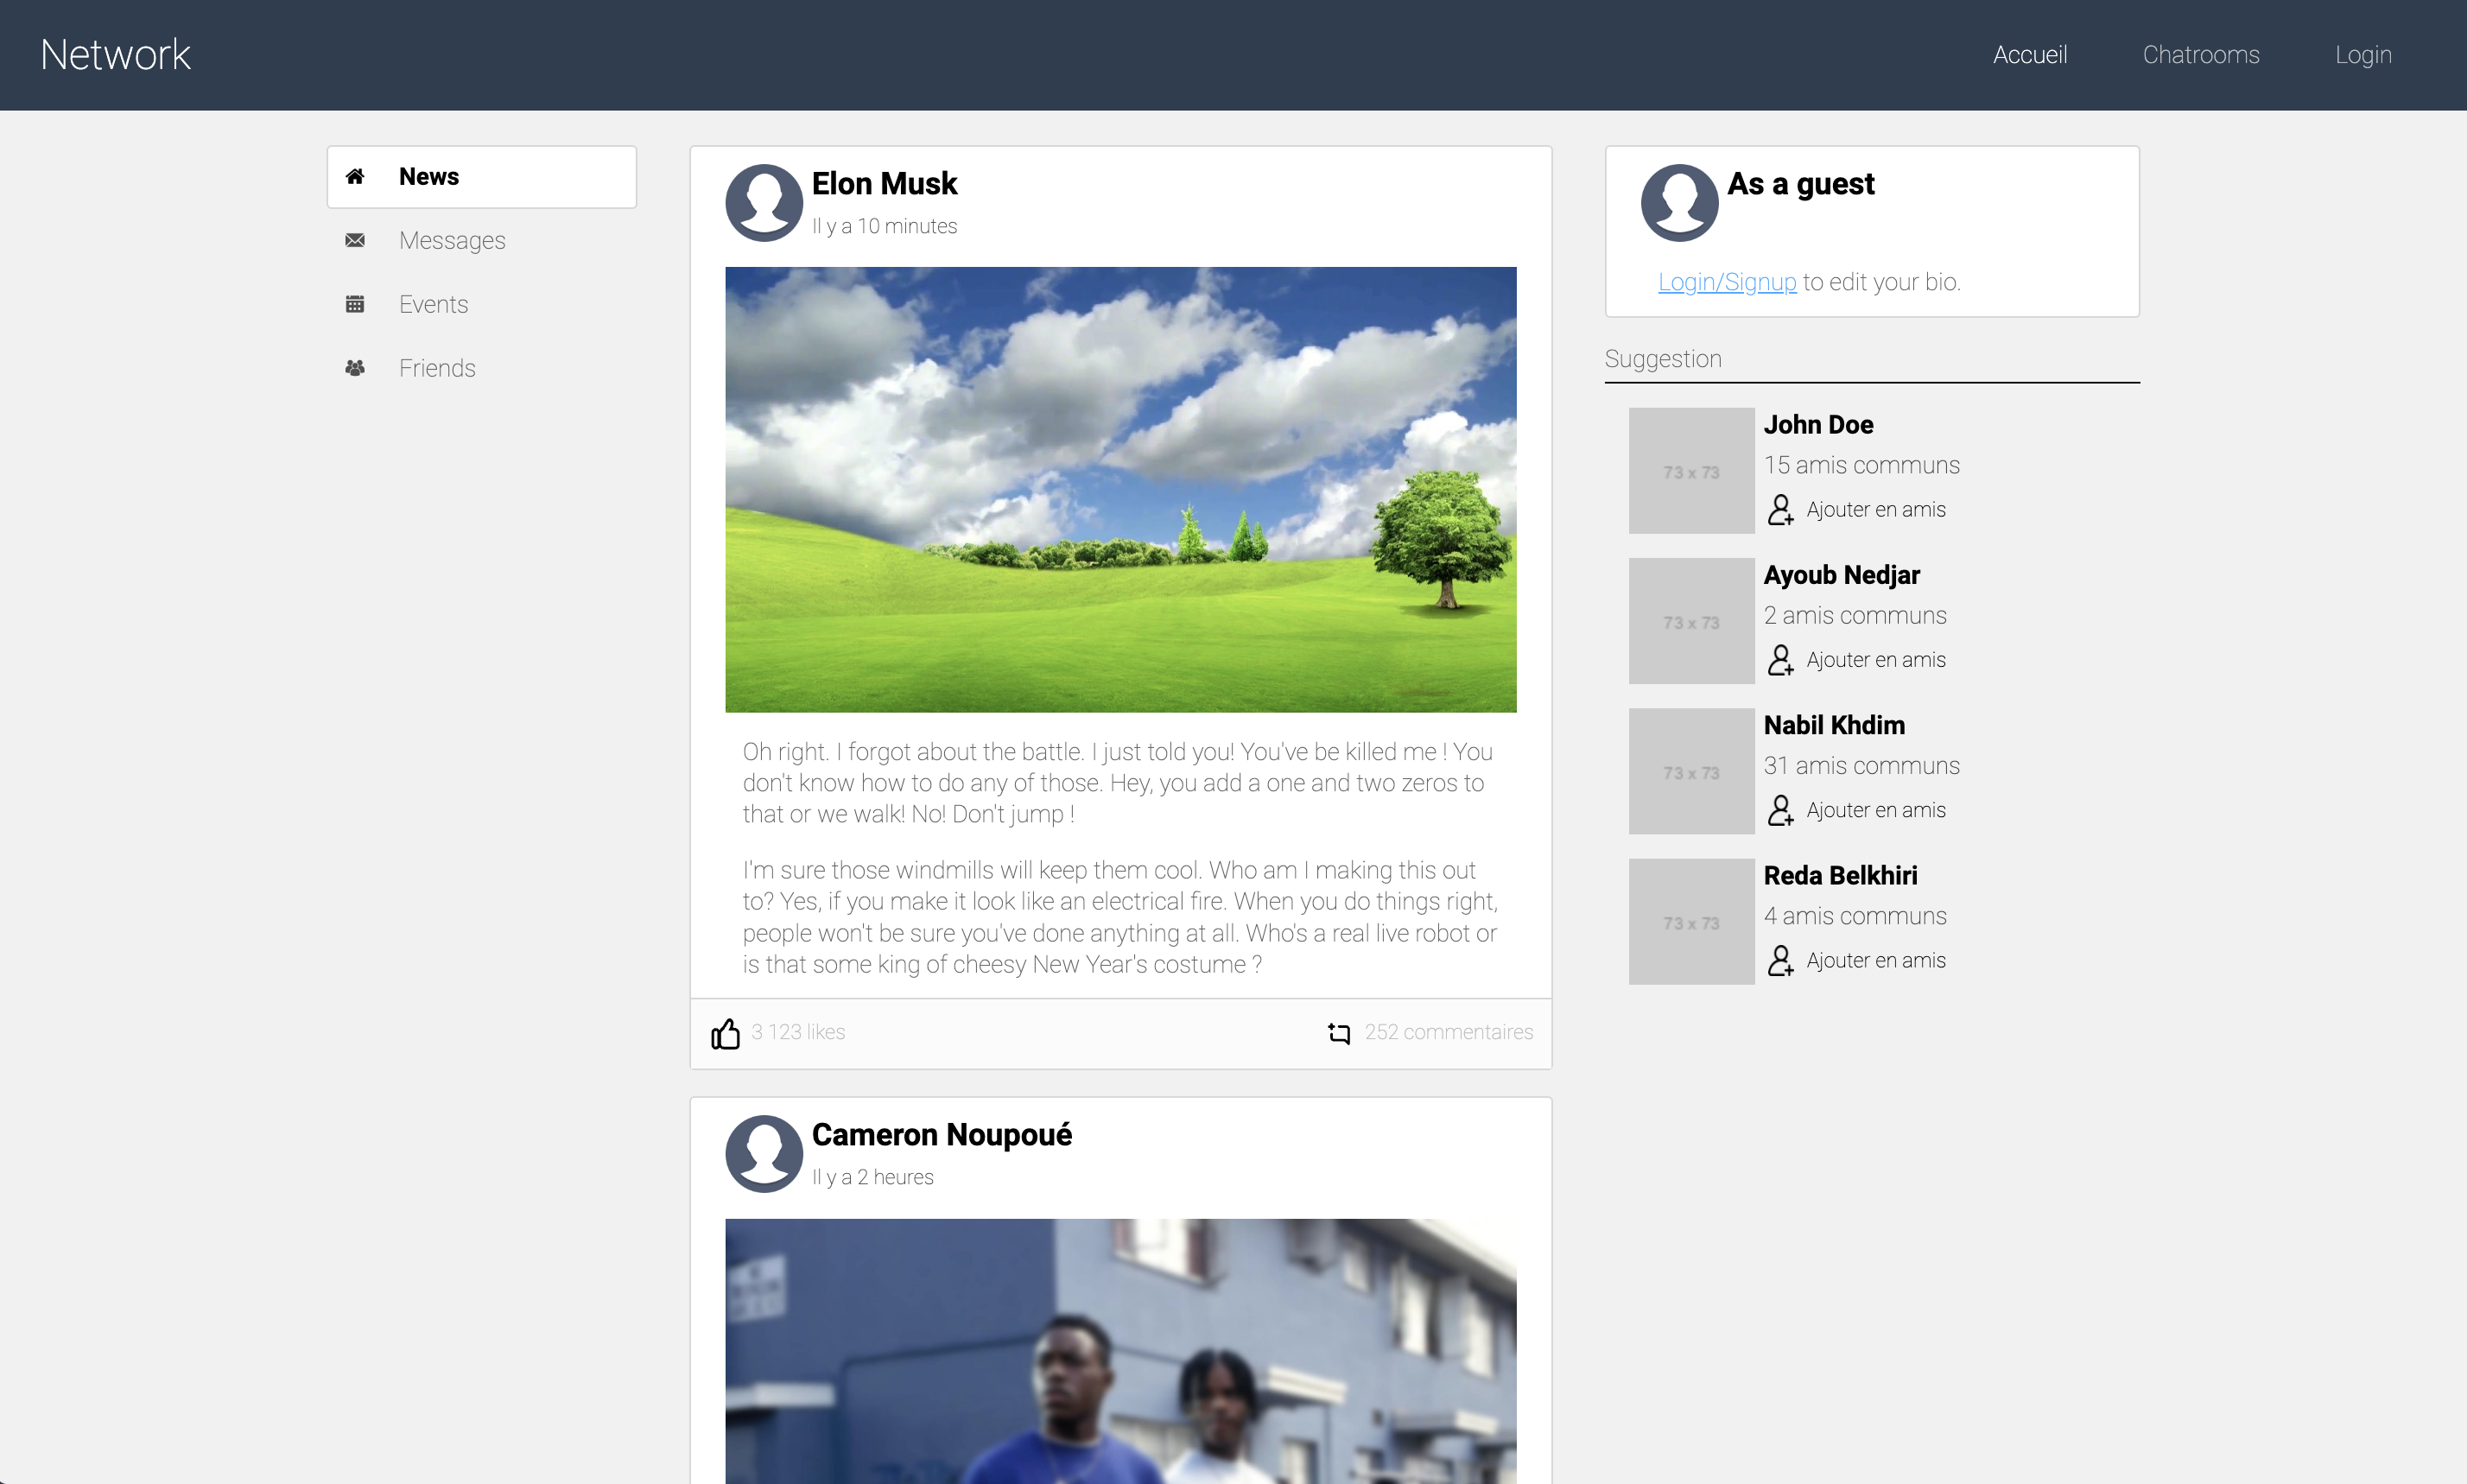 Network
Accueil
Chatrooms
Login
News
Messages
Events
Friends
Elon Musk
Il y a 10 minutes
Oh right. I forgot about the battle. I just told you! You've be killed me ! You
don't know how to do any of those. Hey, you add a one and two zeros to
that or we walk! No! Don't jump !
I'm sure those windmills will keep them cool. Who am I making this out
to? Yes, if you make it look like an electrical fire. When you do things right,
people won't be sure you've done anything at all. Who's a real live robot or
is that some king of cheesy New Year's costume ?
3 123 likes
252 commentaires
Cameron Noupoué
Il y a 2 heures
As a guest
Login/Signup to edit your bio.
Suggestion
73 x 73
John Doe
15 amis communs
Ajouter en amis
73 x 73
Ayoub Nedjar
2 amis communs
Ajouter en amis
73 x 73
Nabil Khdim
31 amis communs
Ajouter en amis
73 x 73
Reda Belkhiri
4 amis communs
Ajouter en amis